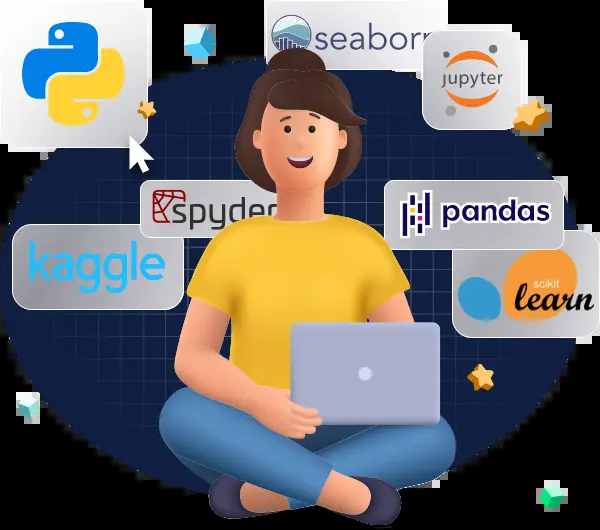 seaborn
jupyter
spyder
pandas
kaggle
scikit
learn